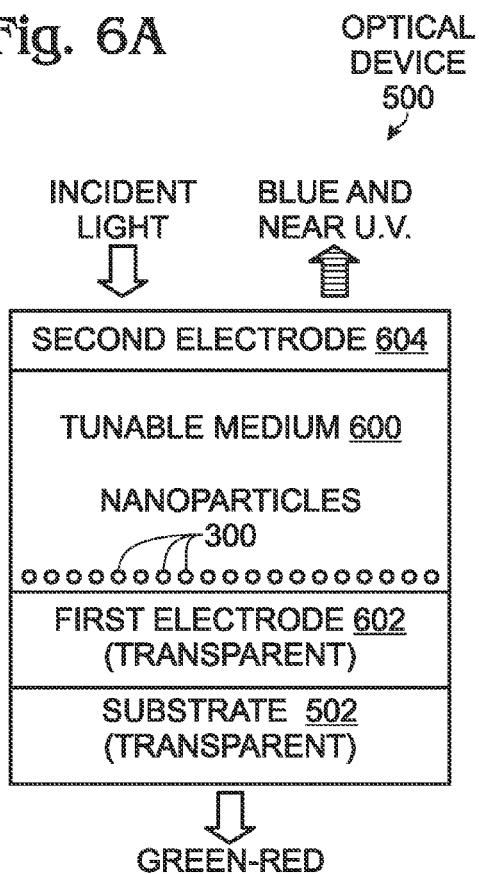 Fig. 6A
OPTICAL
DEVICE
500
INCIDENT
LIGHT
BLUE AND
NEAR U.V.
SECOND ELECTRODE 604
TUNABLE MEDIUM 600
NANOPARTICLES
300
FIRST ELECTRODE 602
(TRANSPARENT)
SUBSTRATE 502
(TRANSPARENT)
GREEN-RED